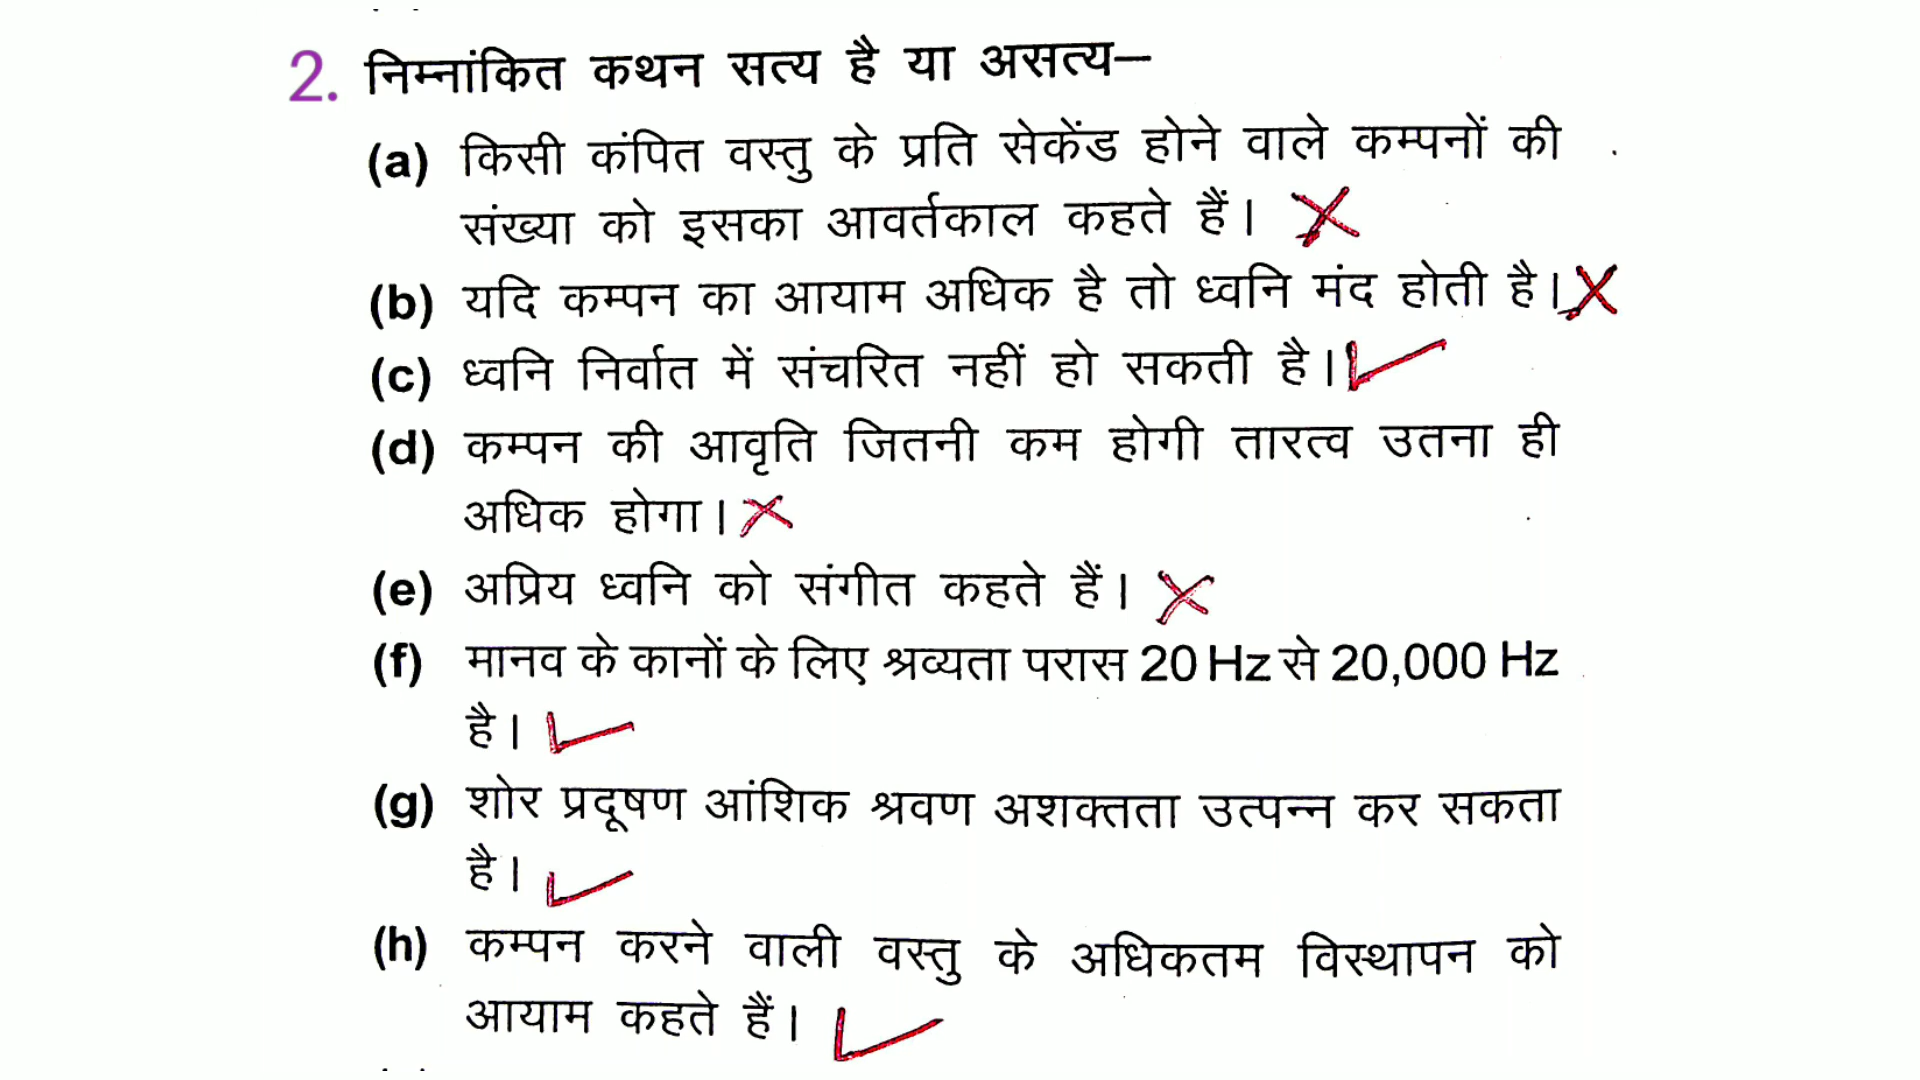 2. निम्नांकित कथन सत्य है या असत्य–
(a) किसी कंपित वस्तु के प्रति सेकेंड होने वाले कम्पनों की
संख्या को इसका आवर्तकाल कहते हैं। ✗
(b) यदि कम्पन का आयाम अधिक है तो ध्वनि मंद होती है। ✗
(c) ध्वनि निर्वात में संचरित नहीं हो सकती है। ✓
(d) कम्पन की आवृति जितनी कम होगी तारत्व उतना ही
अधिक होगा। ✗
(e) अप्रिय ध्वनि को संगीत कहते हैं। ✗
(f) मानव के कानों के लिए श्रव्यता परास 20 Hz से 20,000 Hz
है। ✓
(g) शोर प्रदूषण आंशिक श्रवण अशक्तता उत्पन्न कर सकता
है। ✓
(h) कम्पन करने वाली वस्तु के अधिकतम विस्थापन को
आयाम कहते हैं। ✓